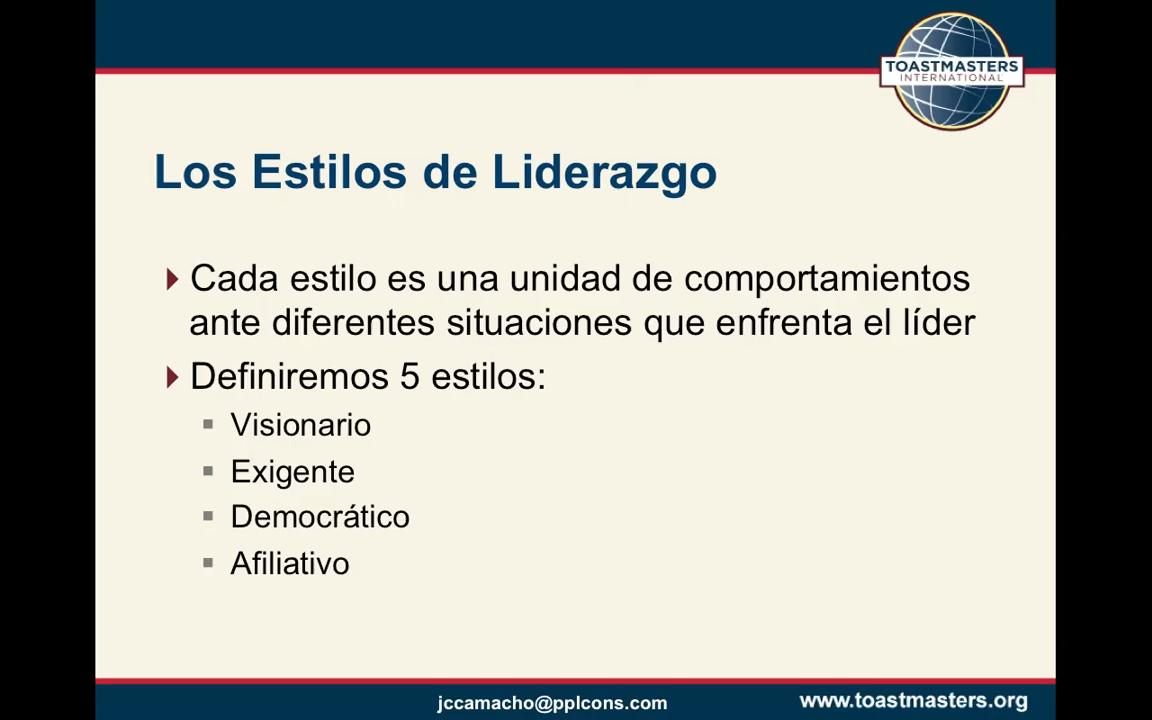 TOASTMASTERS
INTERNATIONAL
Los Estilos de Liderazgo
Cada estilo es una unidad de comportamientos
ante diferentes situaciones que enfrenta el líder
Definiremos 5 estilos:
Visionario
Exigente
Democrático
Afiliativo
jccamacho@pplcons.com
www.toastmasters.org